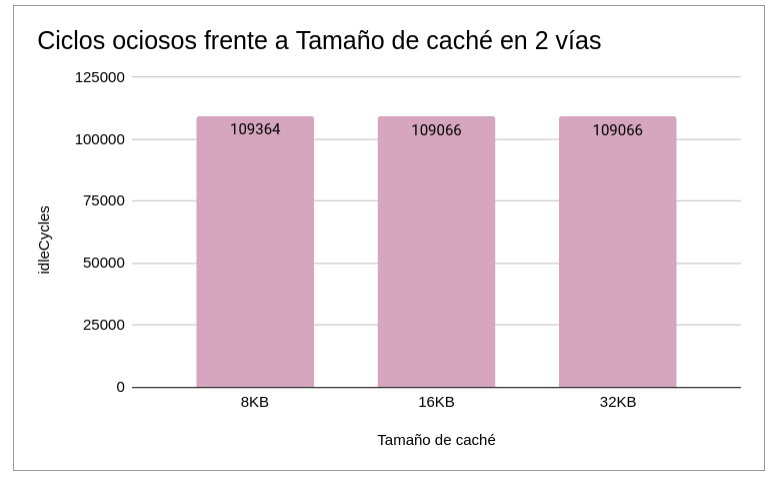 Ciclos ociosos frente a Tamaño de caché en 2 vías
125000
100000
75000
50000
25000
0
idleCycles
109364
109066
109066
8KB
16KB
32KB
Tamaño de caché